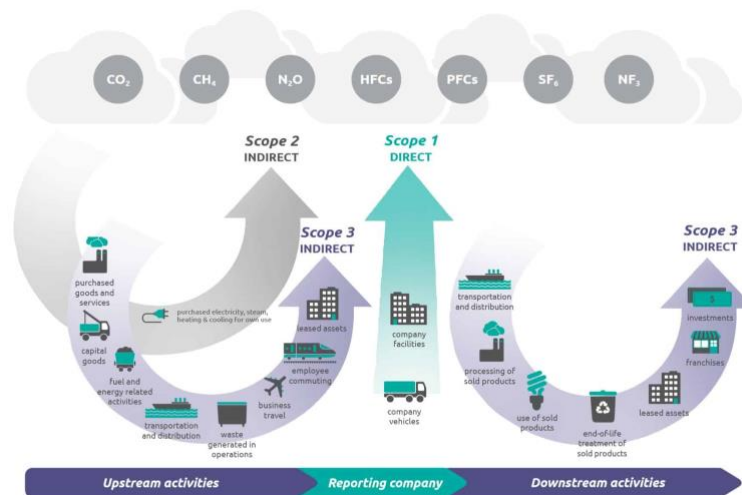 CO₂
CH₄
N₂O
HFCs
PFCs
SF₆
NF₃
Scope 2
INDIRECT
Scope 1
DIRECT
Scope 3
INDIRECT
Scope 3
INDIRECT
purchased
goods and
services
capital
goods
fuel and
energy related
activities
transportation
and distribution
waste
generated in
operations
business
travel
employee
commuting
leased assets
purchased electricity, steam,
heating & cooling for own use
company
facilities
company
vehicles
transportation
and distribution
processing of
sold products
use of sold
products
end-of-life
treatment of
sold products
leased assets
franchises
investments
$
Upstream activities
Reporting company
Downstream activities